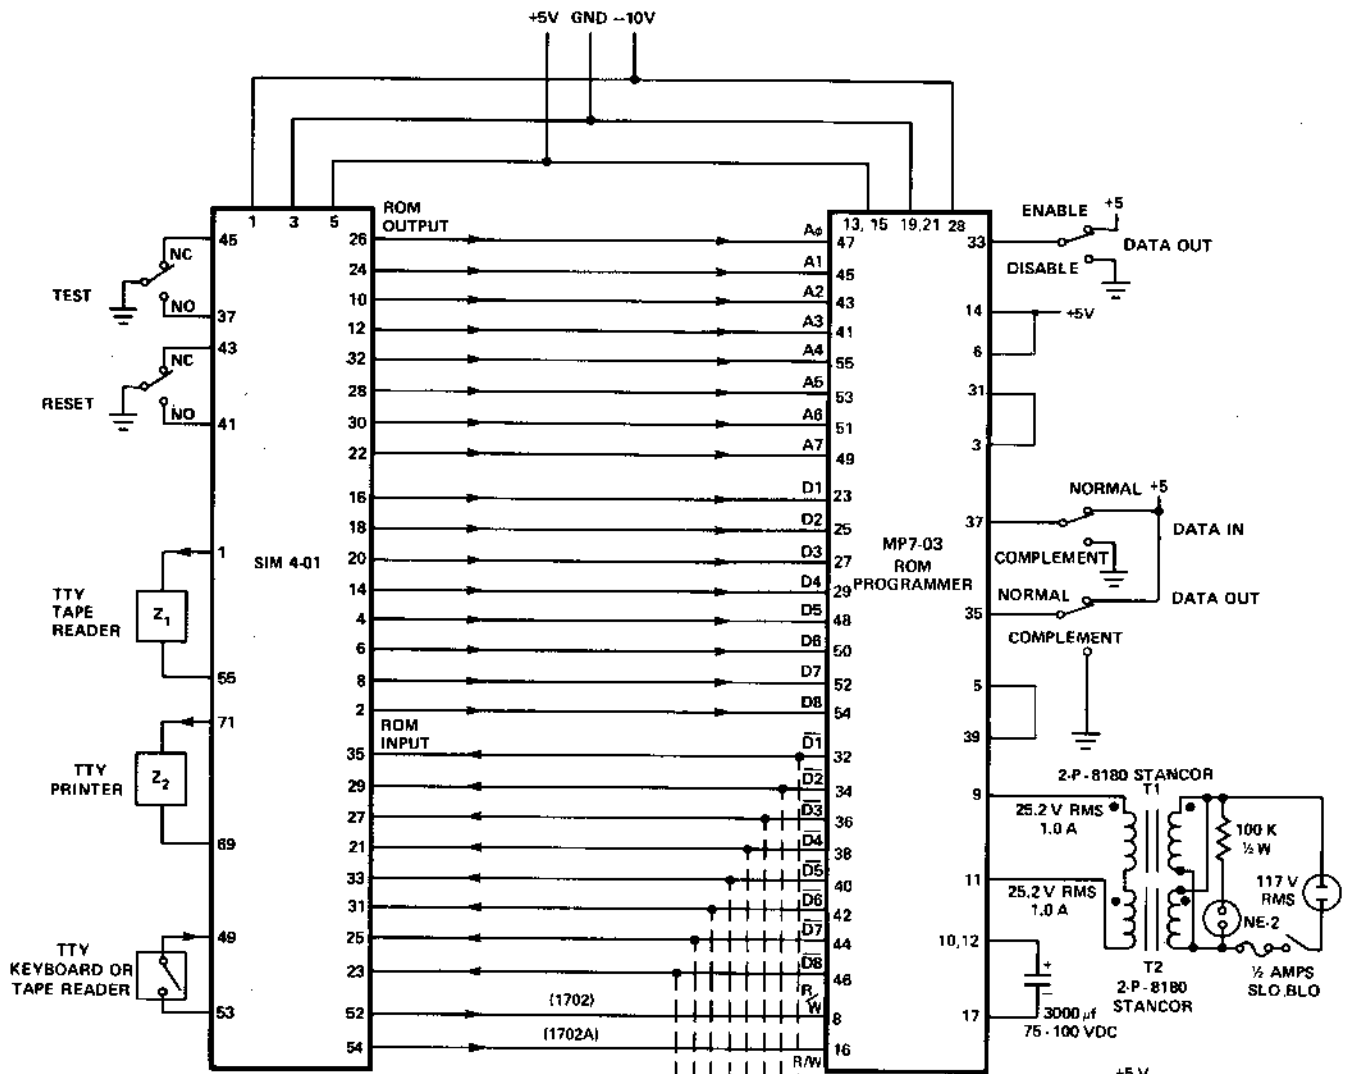 +5V GND -10V
1 3 5
ROM
OUTPUT
13, 15 19,21 28
45
NC
TEST
NO
37
43
NC
RESET
NO
41
1
TTY
TAPE
READER
Z1
55
71
TTY
PRINTER
Z2
69
49
TTY
KEYBOARD OR
TAPE READER
53
SIM 4-01
26 Aφ 47
24 A1 45
10 A2 43
12 A3 41
32 A4 55
28 A5 53
30 A6 51
22 A7 49
16 D1 23
18 D2 25
20 D3 27
14 D4 29
4 D5 48
6 D6 50
8 D7 52
2 D8 54
ROM
INPUT
35 D̅1̅ 32
29 D̅2̅ 34
27 D̅3̅ 36
21 D̅4̅ 38
33 D̅5̅ 40
31 D̅6̅ 42
25 D̅7̅ 44
23 D̅8̅ 46
52 (1702) R/W̅ 8
54 (1702A) 16
R/W
MP7-03
ROM
PROGRAMMER
33
ENABLE +5
DATA OUT
DISABLE
14 +5V
6
31
3
NORMAL +5
37
DATA IN
COMPLEMENT
NORMAL
35
DATA OUT
COMPLEMENT
5
39
2-P-8180 STANCOR
T1
9
25.2 V RMS
1.0 A
100 K
½ W
117 V
RMS
11
25.2 V RMS
1.0 A
NE-2
10,12
T2
2-P-8180
STANCOR
½ AMPS
SLO.BLO
+
−
3000 μf
75-100 VDC
17
+5 V